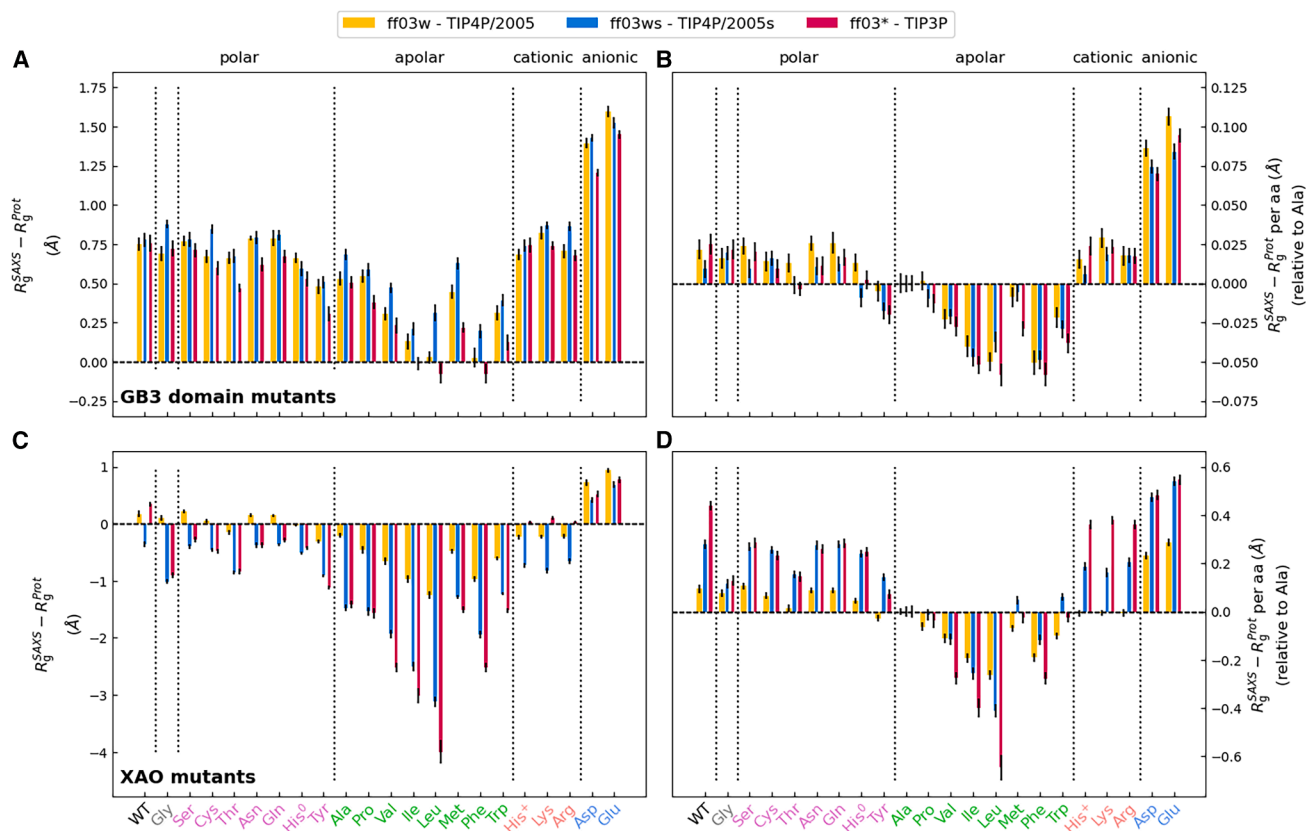 ff03w - TIP4P/2005 ff03ws - TIP4P/2005s ff03* - TIP3P
A polar apolar cationic anionic
B polar apolar cationic anionic
1.75
1.50
1.25
1.00
0.75
0.50
0.25
0.00
−0.25
R_g^SAXS − R_g^Prot
(Å)
GB3 domain mutants
0.125
0.100
0.075
0.050
0.025
0.000
−0.025
−0.050
−0.075
R_g^SAXS − R_g^Prot per aa (Å)
(relative to Ala)
C
1
0
−1
−2
−3
−4
R_g^SAXS − R_g^Prot
(Å)
XAO mutants
WT Gly Ser Cys Thr Asn Gln His⁰ Tyr Ala Pro Val Ile Leu Met Phe Trp His⁺ Lys Arg Asp Glu
D
0.6
0.4
0.2
0.0
−0.2
−0.4
−0.6
R_g^SAXS − R_g^Prot per aa (Å)
(relative to Ala)
WT Gly Ser Cys Thr Asn Gln His⁰ Tyr Ala Pro Val Ile Leu Met Phe Trp His⁺ Lys Arg Asp Glu